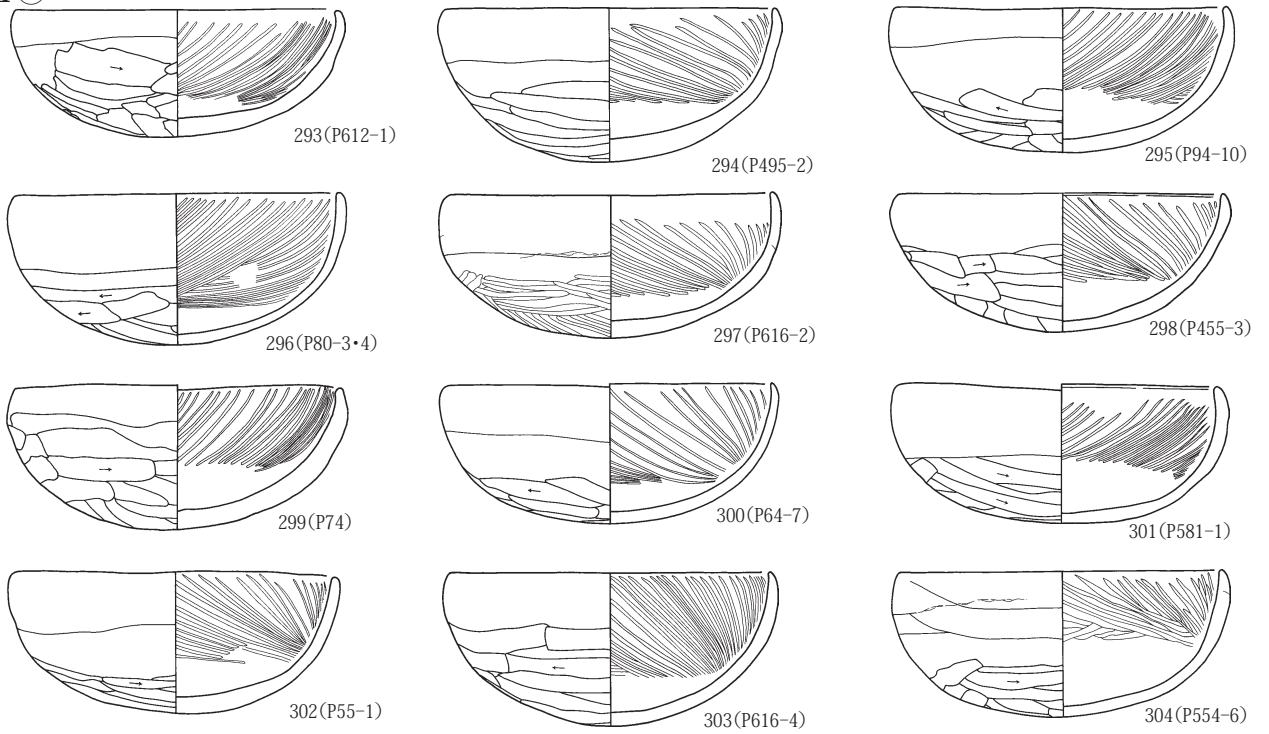 293(P612-1)
294(P495-2)
295(P94-10)
296(P80-3•4)
297(P616-2)
298(P455-3)
299(P74)
300(P64-7)
301(P581-1)
302(P55-1)
303(P616-4)
304(P554-6)